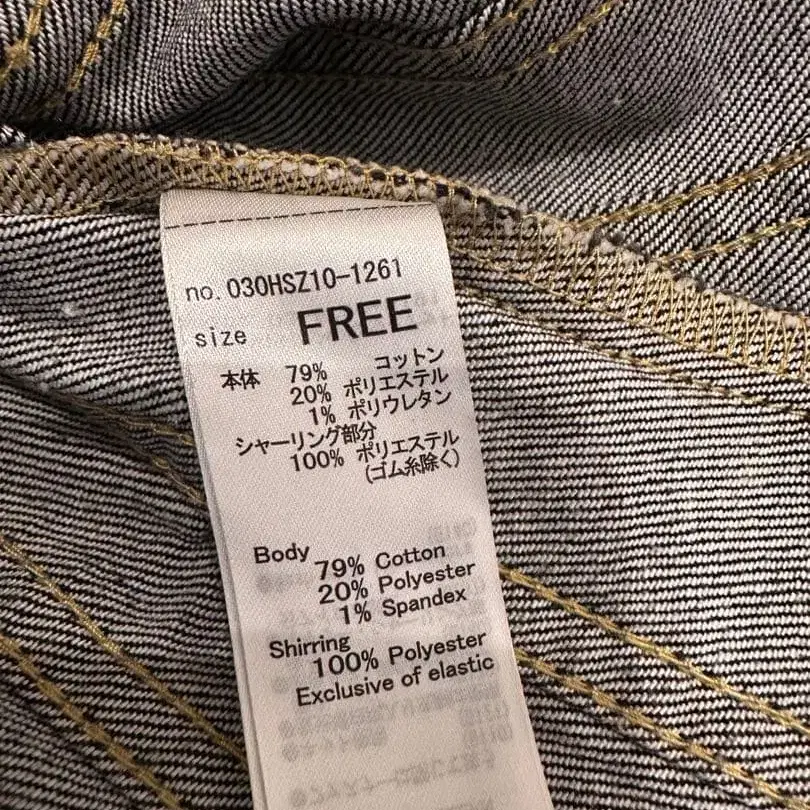 no. 030HSZ10-1261
size FREE
本体 79% コットン
20% ポリエステル
1% ポリウレタン
シャーリング部分
100% ポリエステル
(ゴム糸除く)
Body
79% Cotton
20% Polyester
1% Spandex
Shirring
100% Polyester
Exclusive of elastic